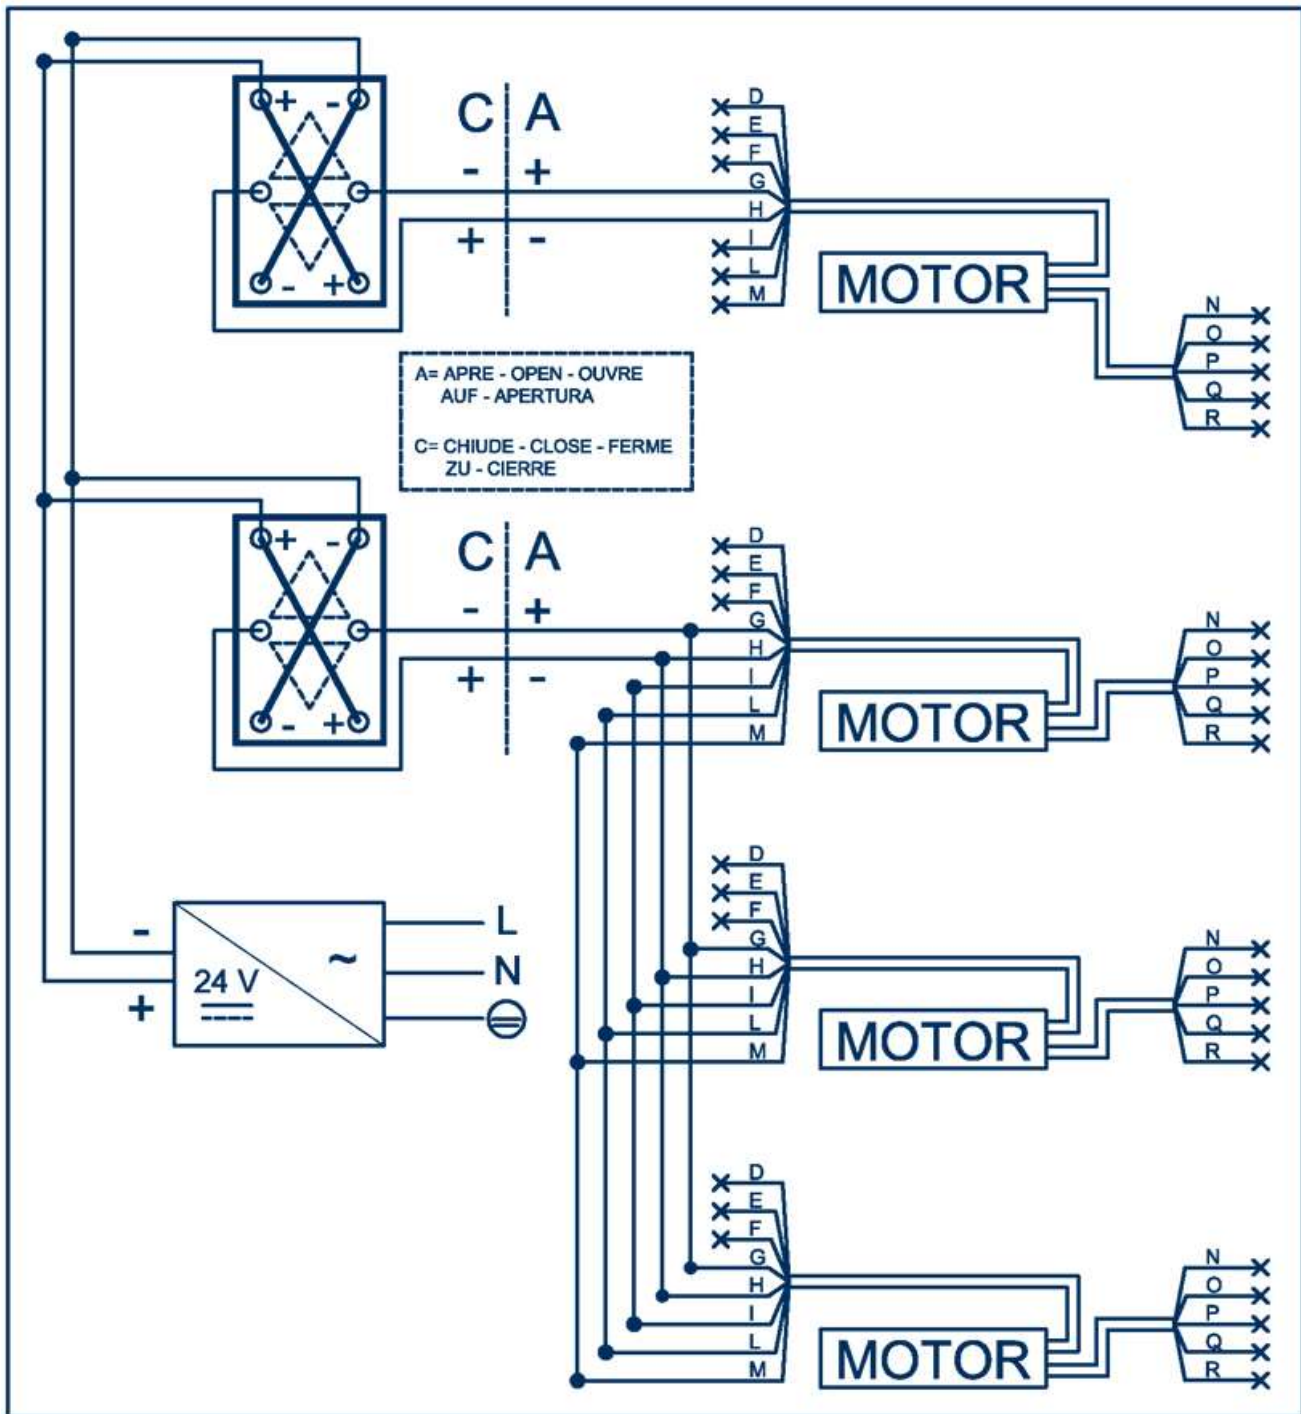 + -
C A
- +
+ -
- +
D
E
F
G
H
I
L
M
MOTOR
N
O
P
Q
R
A= APRE - OPEN - OUVRE
AUF - APERTURA
C= CHIUDE - CLOSE - FERME
ZU - CIERRE
+ -
C A
- +
+ -
- +
D
E
F
G
H
I
L
M
MOTOR
N
O
P
Q
R
- 
24 V
~
+
L
N
D
E
F
G
H
I
L
M
MOTOR
N
O
P
Q
R
D
E
F
G
H
I
L
M
MOTOR
N
O
P
Q
R